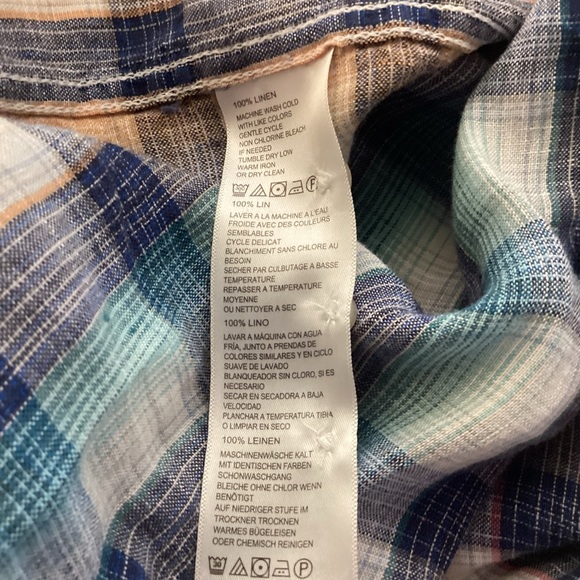 100% LINEN
MACHINE WASH COLD
WITH LIKE COLORS
GENTLE CYCLE
NON CHLORINE BLEACH
IF NEEDED
TUMBLE DRY LOW
WARM IRON
OR DRY CLEAN
100% LIN
LAVER A LA MACHINE A L'EAU
FROIDE AVEC DES COULEURS
SEMBLABLES
CYCLE DELICAT
BLANCHIMENT SANS CHLORE AU
BESOIN
SECHER PAR CULBUTAGE A BASSE
TEMPERATURE
REPASSER A TEMPERATURE
MOYENNE
OU NETTOYER A SEC
100% LINO
LAVAR A MÁQUINA CON AGUA
FRÍA, JUNTO A PRENDAS DE
COLORES SIMILARES Y EN CICLO
SUAVE DE LAVADO
BLANQUEADOR SIN CLORO, SI ES
NECESARIO
SECAR EN SECADORA A BAJA
VELOCIDAD
PLANCHAR A TEMPERATURA TIBIA
O LIMPIAR EN SECO
100% LEINEN
MASCHINENWÄSCHE KALT
MIT IDENTISCHEN FARBEN
SCHONWASCHGANG
BLEICHE OHNE CHLOR WENN
BENÖTIGT
AUF NIEDRIGER STUFE IM
TROCKNER TROCKNEN
WARMES BÜGELEISEN
ODER CHEMISCH REINIGEN